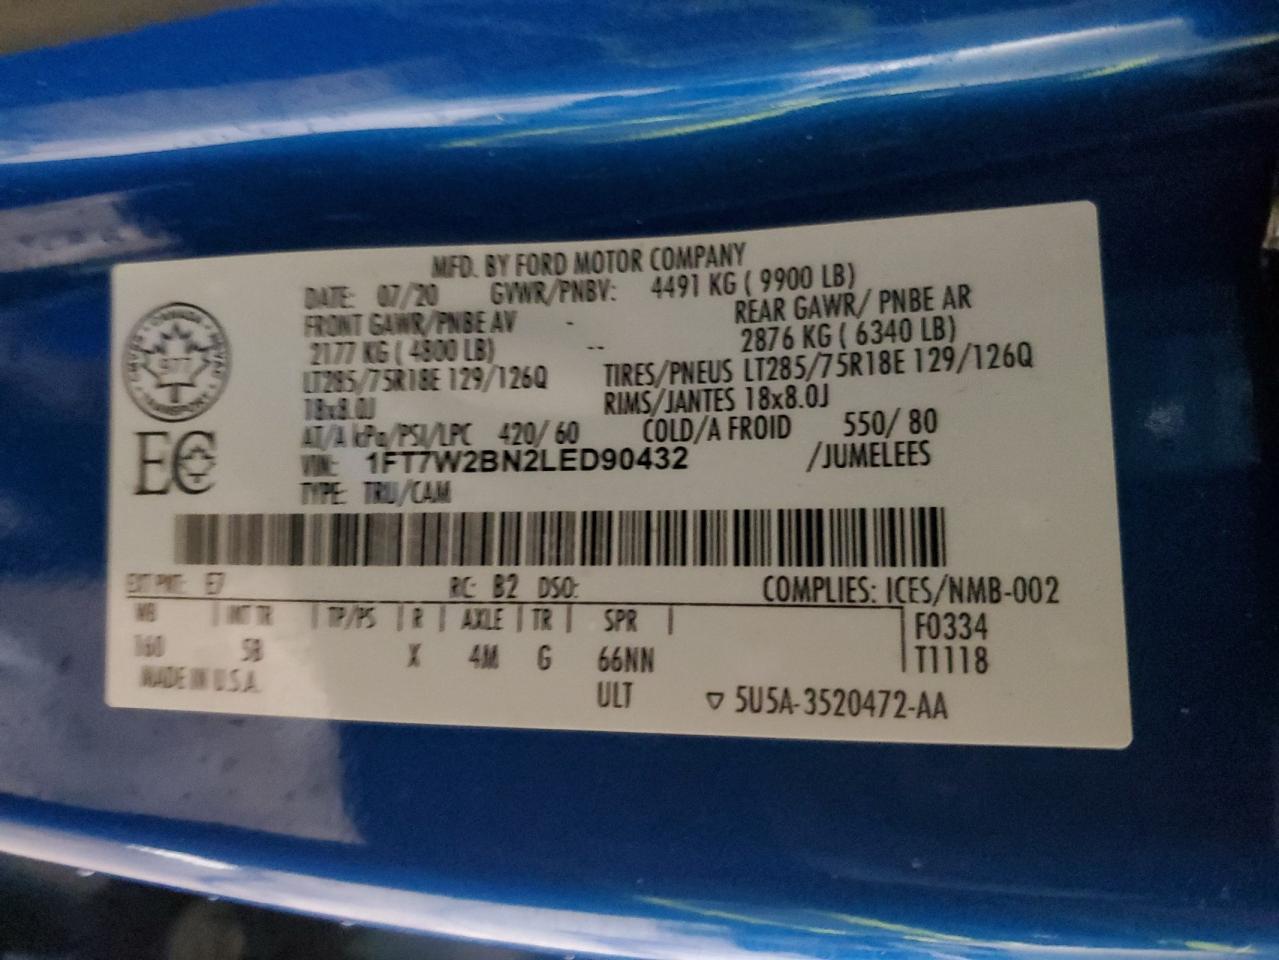 MFD. BY FORD MOTOR COMPANY
DATE: 07/20 GVWR/PNBV: 4491 KG ( 9900 LB)
FRONT GAWR/PNBE AV - REAR GAWR/ PNBE AR
2177 KG ( 4800 LB) -- 2876 KG ( 6340 LB)
LT285/75R18E 129/126Q TIRES/PNEUS LT285/75R18E 129/126Q
18x8.0J RIMS/JANTES 18x8.0J
AT/A kPa/PSI/LPC 420/ 60 COLD/A FROID 550/ 80
VIN: 1FT7W2BN2LED90432 /JUMELEES
TYPE: TRU/CAM
CANADA
TRANSPORT
977
EC
EXT PNT: E7 RC: B2 DSO: COMPLIES: ICES/NMB-002
WB | INT TR | TP/PS | R | AXLE | TR | SPR | F0334
160 SB X 4M G 66NN | T1118
MADE IN U.S.A. ULT ▽ 5U5A-3520472-AA